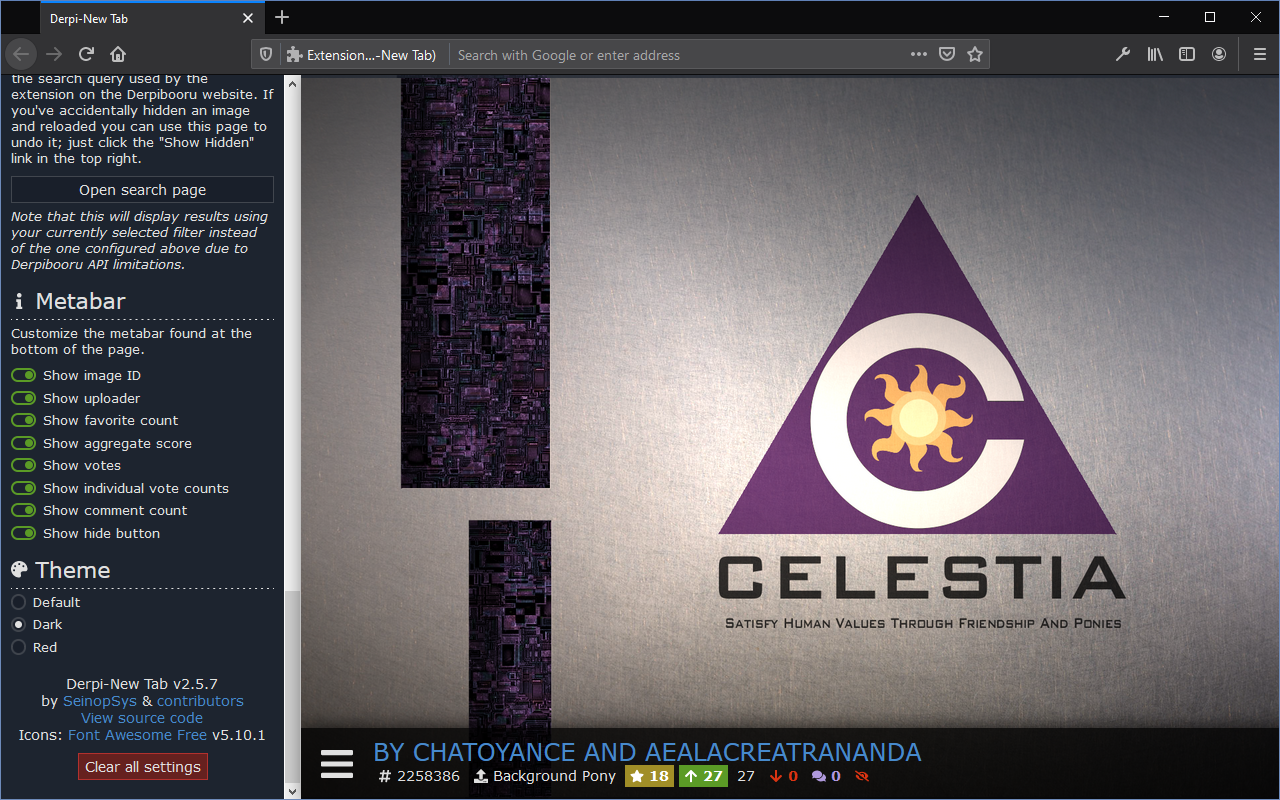 Derpi-New Tab
Extension...-New Tab)
Search with Google or enter address
the search query used by the
extension on the Derpibooru website. If
you've accidentally hidden an image
and reloaded you can use this page to
undo it; just click the "Show Hidden"
link in the top right.
Open search page
Note that this will display results using
your currently selected filter instead
of the one configured above due to
Derpibooru API limitations.
Metabar
Customize the metabar found at the
bottom of the page.
Show image ID
Show uploader
Show favorite count
Show aggregate score
Show votes
Show individual vote counts
Show comment count
Show hide button
Theme
Default
Dark
Red
Derpi-New Tab v2.5.7
by SeinopSys & contributors
View source code
Icons: Font Awesome Free v5.10.1
Clear all settings
CELESTIA
Satisfy Human Values Through Friendship And Ponies
BY CHATOYANCE AND AEALACREATRANANDA
# 2258386 Background Pony 18 27 27 0 0